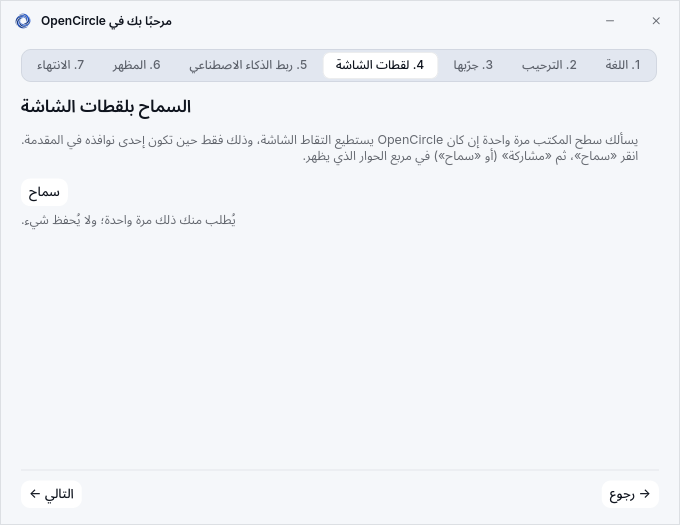 مرحبًا بك في OpenCircle
1. اللغة
2. الترحيب
3. جرّبها
4. لقطات الشاشة
5. ربط الذكاء الاصطناعي
6. المظهر
7. الانتهاء
السماح بلقطات الشاشة
يسألك سطح المكتب مرة واحدة إن كان OpenCircle يستطيع التقاط الشاشة، وذلك فقط حين تكون إحدى نوافذه في المقدمة.
انقر «سماح»، ثم «مشاركة» (أو «سماح») في مربع الحوار الذي يظهر.
سماح
يُطلب منك ذلك مرة واحدة؛ ولا يُحفظ شيء.
→ رجوع
التالي ←